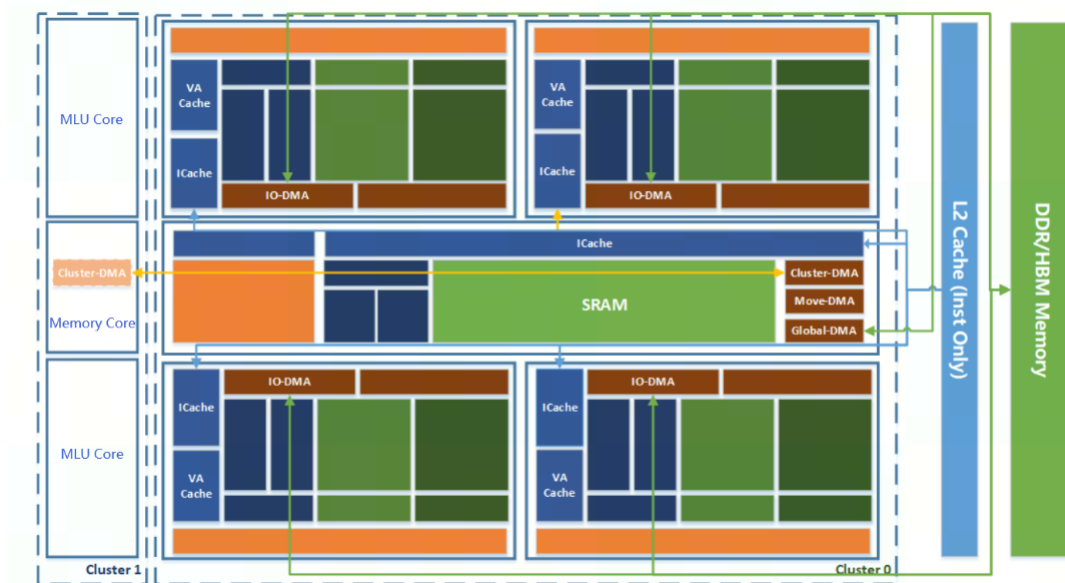 MLU Core
VA
Cache
ICache
IO-DMA
VA
Cache
ICache
IO-DMA
Cluster-DMA
Memory Core
ICache
SRAM
Cluster-DMA
Move-DMA
Global-DMA
MLU Core
ICache
VA
Cache
IO-DMA
ICache
VA
Cache
IO-DMA
Cluster 1
Cluster 0
L2 Cache (Inst Only)
DDR/HBM Memory